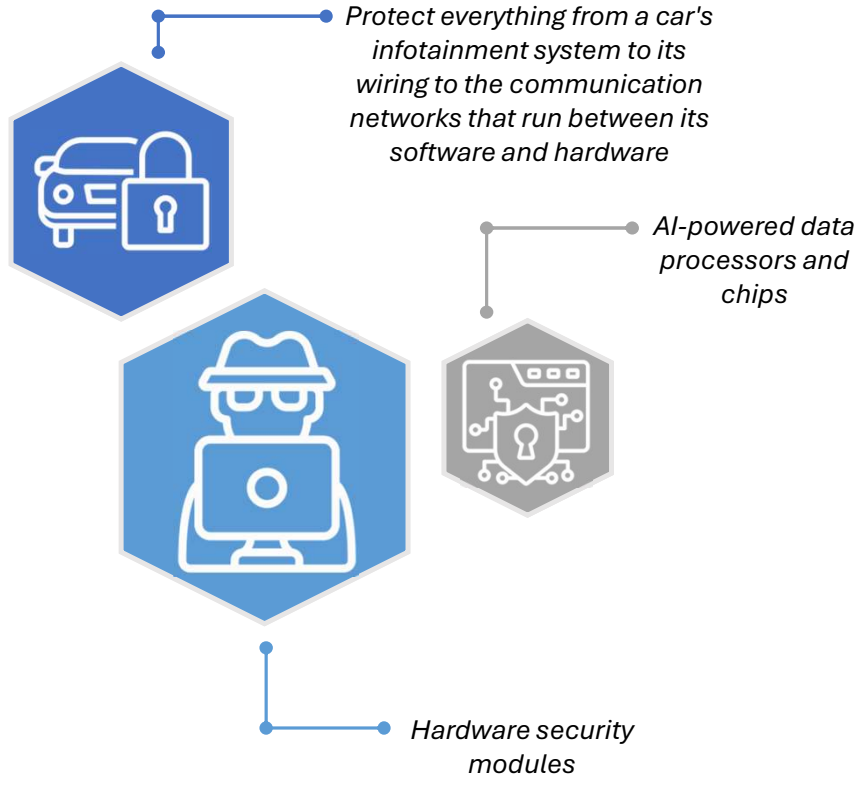 Protect everything from a car's
infotainment system to its
wiring to the communication
networks that run between its
software and hardware
AI-powered data
processors and
chips
Hardware security
modules